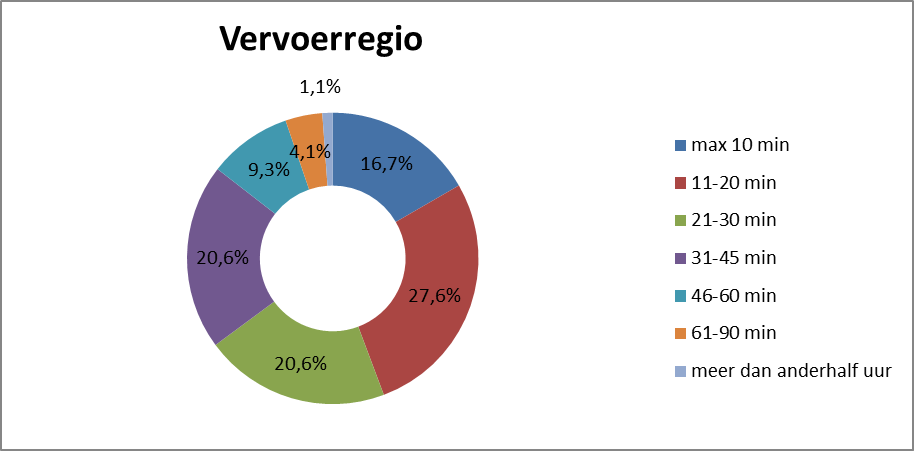 Vervoerregio
1,1%
4,1%
16,7%
9,3%
20,6%
27,6%
20,6%
max 10 min
11-20 min
21-30 min
31-45 min
46-60 min
61-90 min
meer dan anderhalf uur